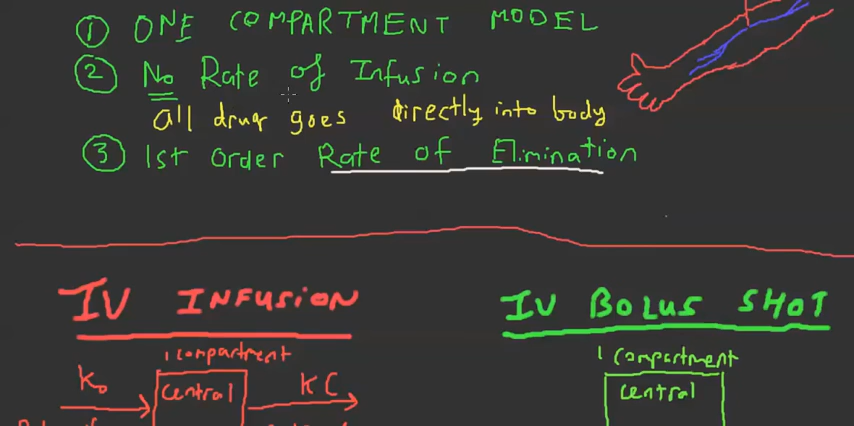 ① ONE COMPARTMENT MODEL
② No Rate of Infusion
all drug goes directly into body
③ 1st order Rate of Elimination
IV INFUSION
IV BOLUS SHOT
1 compartment
1 compartment
K₀
central
KC
central